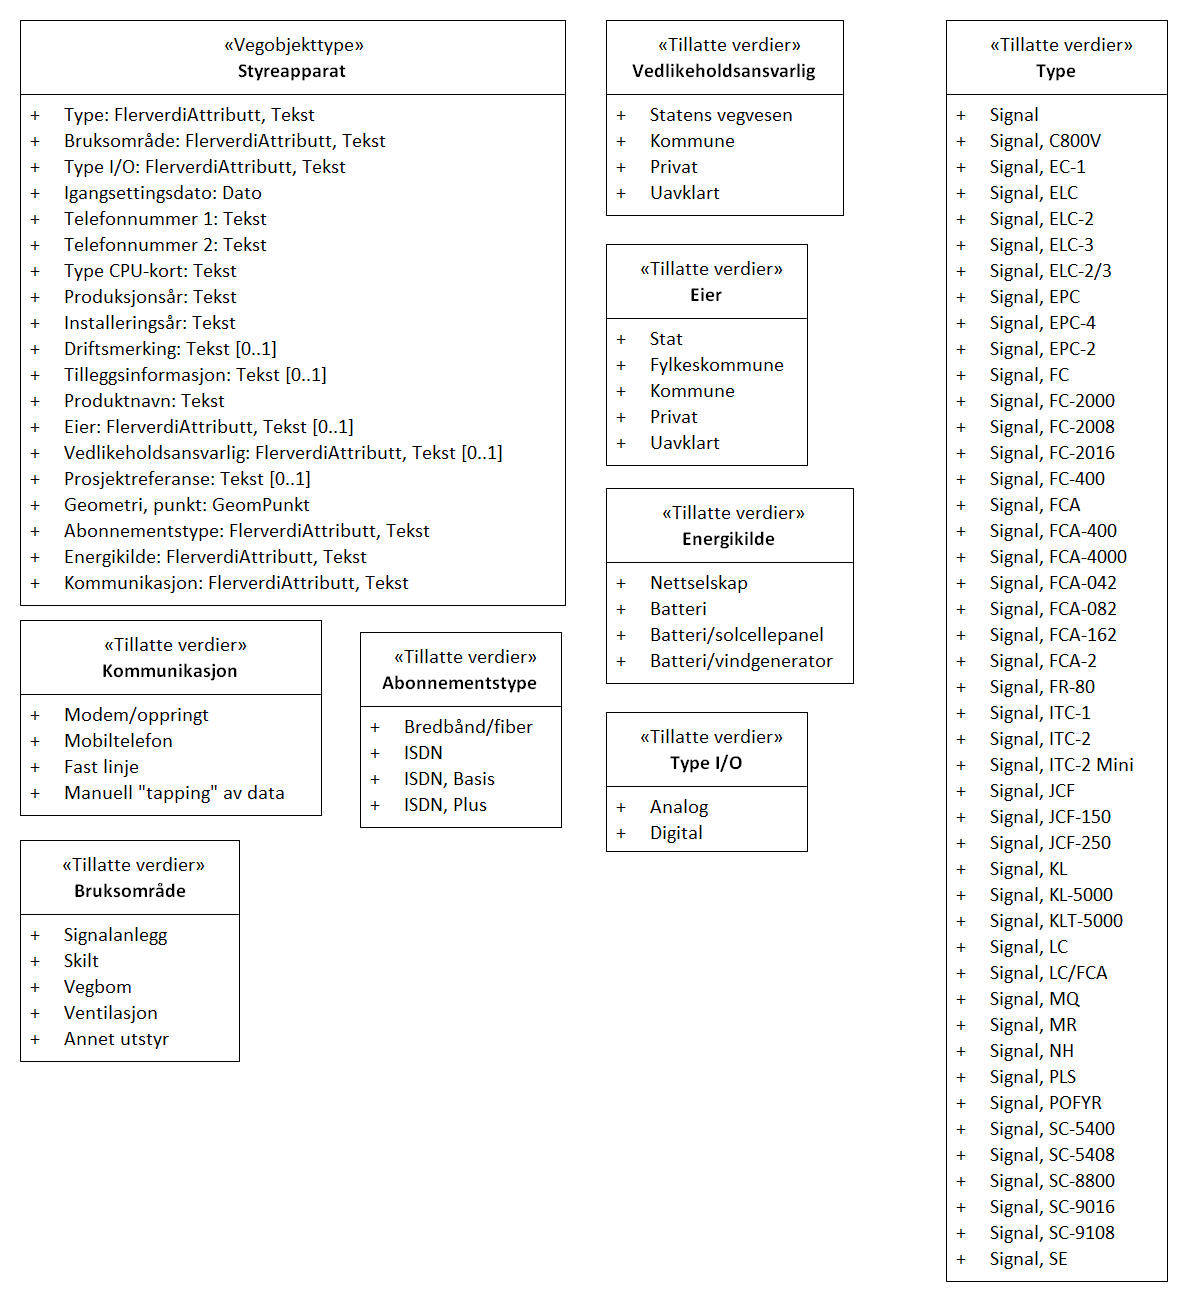 «Vegobjekttype»
Styreapparat
+ Type: FlerverdiAttributt, Tekst
+ Bruksområde: FlerverdiAttributt, Tekst
+ Type I/O: FlerverdiAttributt, Tekst
+ Igangsettingsdato: Dato
+ Telefonnummer 1: Tekst
+ Telefonnummer 2: Tekst
+ Type CPU-kort: Tekst
+ Produksjonsår: Tekst
+ Installeringsår: Tekst
+ Driftsmerking: Tekst [0..1]
+ Tilleggsinformasjon: Tekst [0..1]
+ Produktnavn: Tekst
+ Eier: FlerverdiAttributt, Tekst [0..1]
+ Vedlikeholdsansvarlig: FlerverdiAttributt, Tekst [0..1]
+ Prosjektreferanse: Tekst [0..1]
+ Geometri, punkt: GeomPunkt
+ Abonnementstype: FlerverdiAttributt, Tekst
+ Energikilde: FlerverdiAttributt, Tekst
+ Kommunikasjon: FlerverdiAttributt, Tekst
«Tillatte verdier»
Kommunikasjon
+ Modem/oppringt
+ Mobiltelefon
+ Fast linje
+ Manuell "tapping" av data
«Tillatte verdier»
Abonnementstype
+ Bredbånd/fiber
+ ISDN
+ ISDN, Basis
+ ISDN, Plus
«Tillatte verdier»
Bruksområde
+ Signalanlegg
+ Skilt
+ Vegbom
+ Ventilasjon
+ Annet utstyr
«Tillatte verdier»
Vedlikeholdsansvarlig
+ Statens vegvesen
+ Kommune
+ Privat
+ Uavklart
«Tillatte verdier»
Eier
+ Stat
+ Fylkeskommune
+ Kommune
+ Privat
+ Uavklart
«Tillatte verdier»
Energikilde
+ Nettselskap
+ Batteri
+ Batteri/solcellepanel
+ Batteri/vindgenerator
«Tillatte verdier»
Type I/O
+ Analog
+ Digital
«Tillatte verdier»
Type
+ Signal
+ Signal, C800V
+ Signal, EC-1
+ Signal, ELC
+ Signal, ELC-2
+ Signal, ELC-3
+ Signal, ELC-2/3
+ Signal, EPC
+ Signal, EPC-4
+ Signal, EPC-2
+ Signal, FC
+ Signal, FC-2000
+ Signal, FC-2008
+ Signal, FC-2016
+ Signal, FC-400
+ Signal, FCA
+ Signal, FCA-400
+ Signal, FCA-4000
+ Signal, FCA-042
+ Signal, FCA-082
+ Signal, FCA-162
+ Signal, FCA-2
+ Signal, FR-80
+ Signal, ITC-1
+ Signal, ITC-2
+ Signal, ITC-2 Mini
+ Signal, JCF
+ Signal, JCF-150
+ Signal, JCF-250
+ Signal, KL
+ Signal, KL-5000
+ Signal, KLT-5000
+ Signal, LC
+ Signal, LC/FCA
+ Signal, MQ
+ Signal, MR
+ Signal, NH
+ Signal, PLS
+ Signal, POFYR
+ Signal, SC-5400
+ Signal, SC-5408
+ Signal, SC-8800
+ Signal, SC-9016
+ Signal, SC-9108
+ Signal, SE